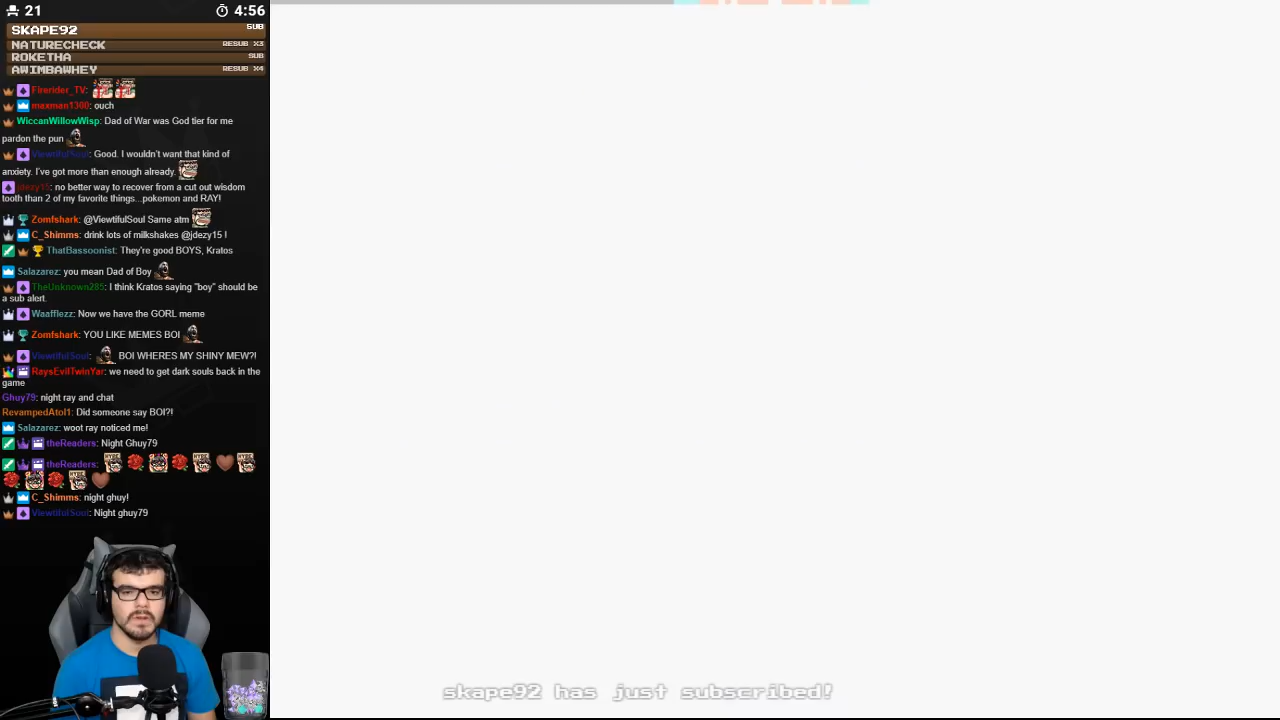 21
4:56
SKAPE92 SUB
NATURECHECK RESUB X3
ROKETHA SUB
AWIMBAWHEY RESUB X4
Firerider_TV:
maxman1300: ouch
WiccanWillowWisp: Dad of War was God tier for me
pardon the pun
ViewtifulSoul: Good. I wouldn't want that kind of
anxiety. I've got more than enough already.
jdezy15: no better way to recover from a cut out wisdom
tooth than 2 of my favorite things...pokemon and RAY!
Zomfshark: @ViewtifulSoul Same atm
C_Shimms: drink lots of milkshakes @jdezy15 !
ThatBassoonist: They're good BOYS, Kratos
Salazarez: you mean Dad of Boy
TheUnknown285: I think Kratos saying "boy" should be
a sub alert.
Waafflezz: Now we have the GORL meme
Zomfshark: YOU LIKE MEMES BOI
ViewtifulSoul: BOI WHERES MY SHINY MEW?!
RaysEvilTwinYar: we need to get dark souls back in the
game
Ghuy79: night ray and chat
RevampedAtol1: Did someone say BOI?!
Salazarez: woot ray noticed me!
theReaders: Night Ghuy79
theReaders:
C_Shimms: night ghuy!
ViewtifulSoul: Night ghuy79
skape92 has just subscribed!